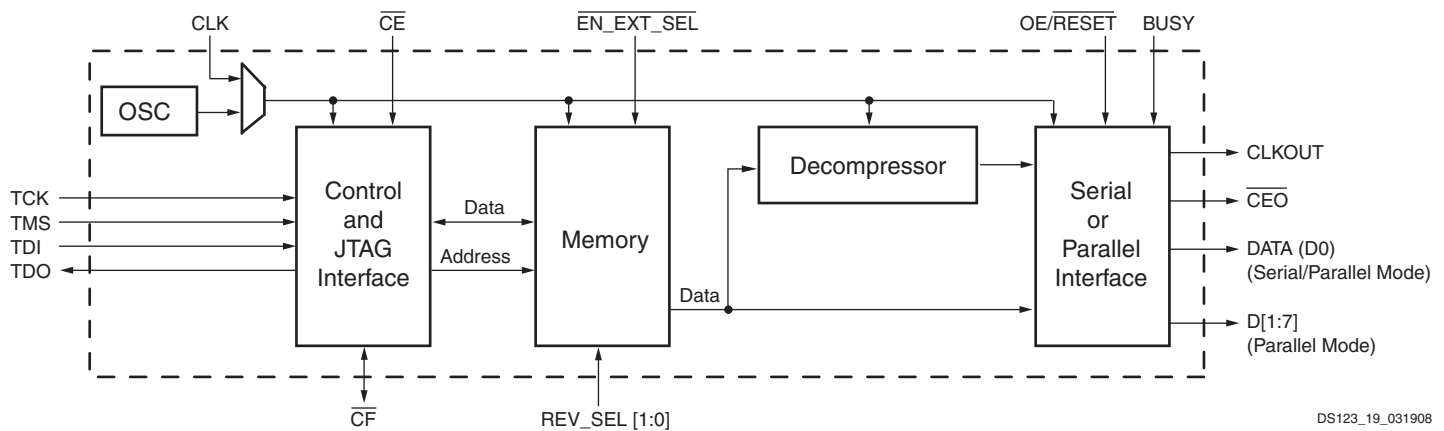 CLK
CE
EN_EXT_SEL
OE/RESET
BUSY
OSC
Decompressor
CLKOUT
CEO
DATA (D0)
(Serial/Parallel Mode)
D[1:7]
(Parallel Mode)
TCK
TMS
TDI
TDO
Control
and
JTAG
Interface
Data
Address
Memory
Data
Serial
or
Parallel
Interface
CF
REV_SEL [1:0]
DS123_19_031908